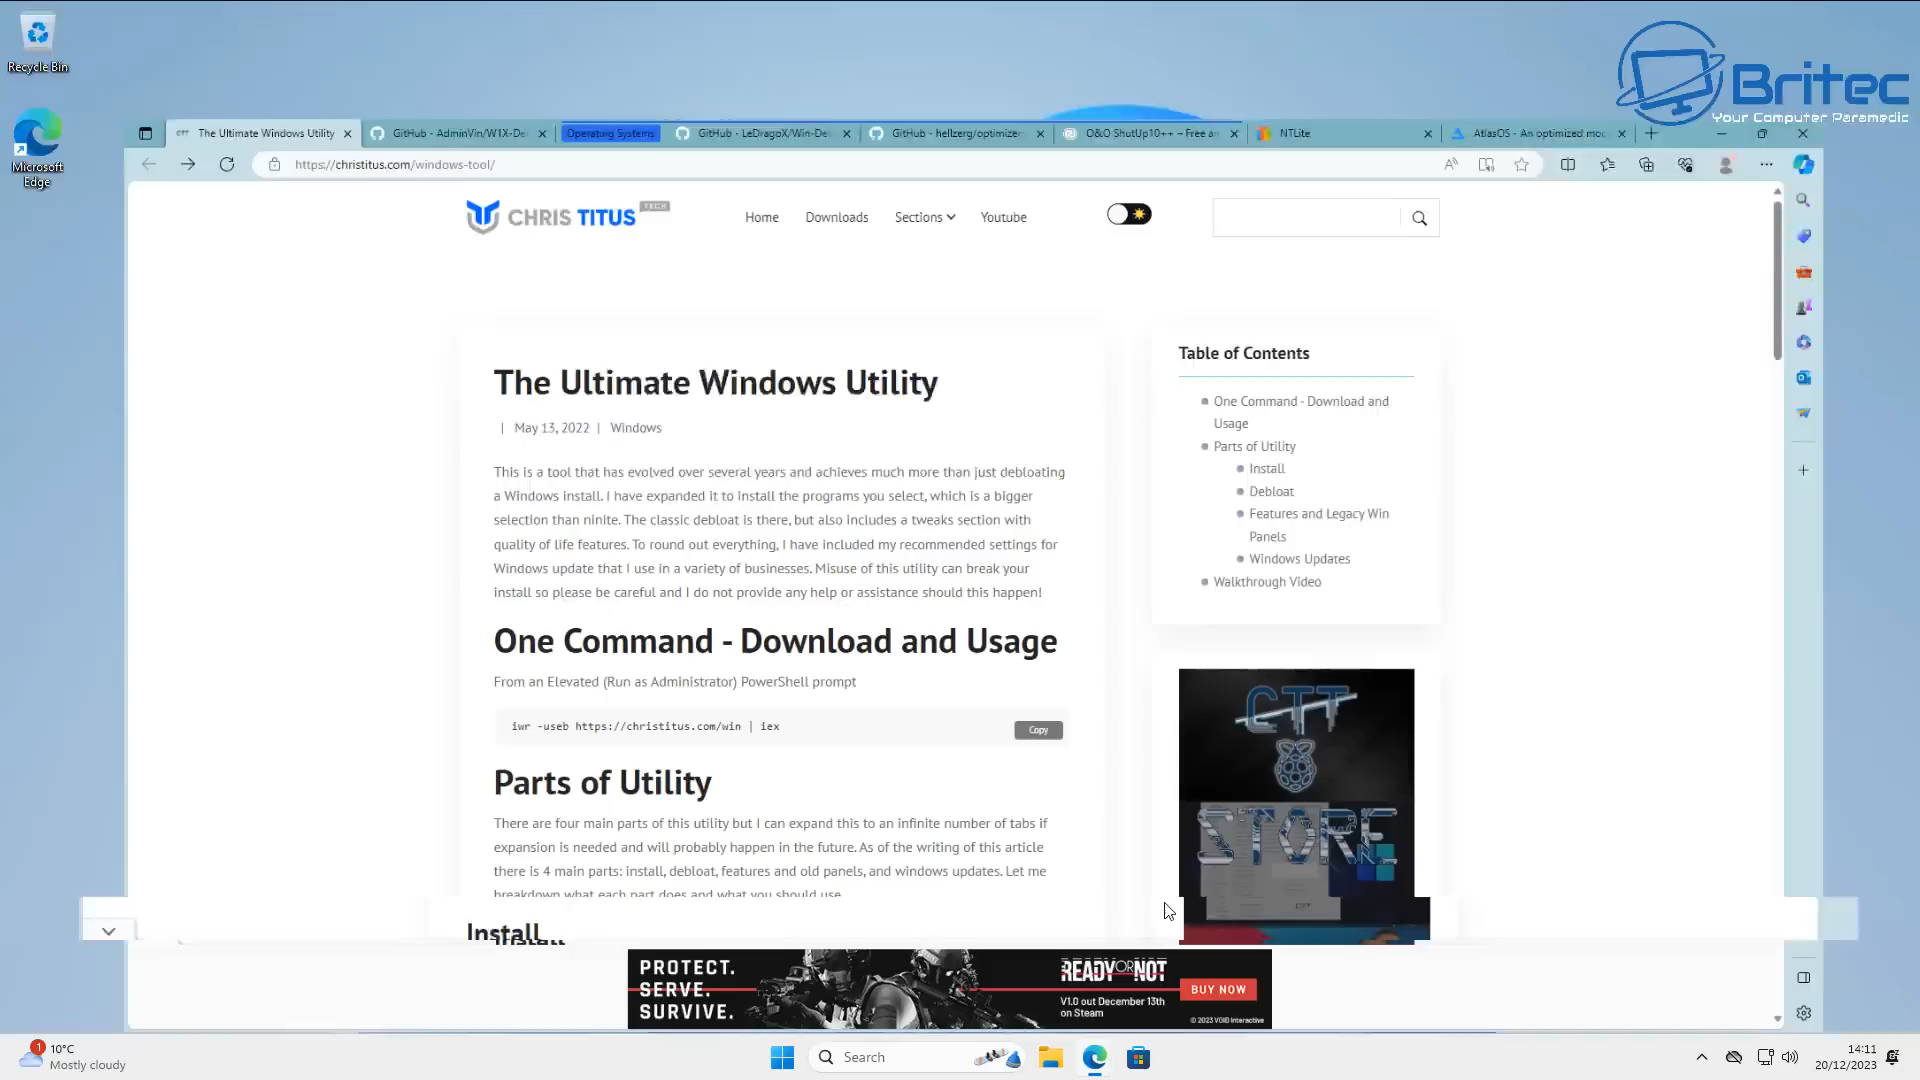 Recycle Bin
Microsoft
Edge
Britec
Your Computer Paramedic
The Ultimate Windows Utility
GitHub - AdminVin/W1X-De
Operating Systems
GitHub - LeDragoX/Win-De
GitHub - hellzerg/optimizer
O&O ShutUp10++ – Free an
NTLite
AtlasOS - An optimized mo
https://christitus.com/windows-tool/
CHRIS TITUS TECH
Home
Downloads
Sections
Youtube
The Ultimate Windows Utility
| May 13, 2022 | Windows
This is a tool that has evolved over several years and achieves much more than just debloating
a Windows install. I have expanded it to install the programs you select, which is a bigger
selection than ninite. The classic debloat is there, but also includes a tweaks section with
quality of life features. To round out everything, I have included my recommended settings for
Windows update that I use in a variety of businesses. Misuse of this utility can break your
install so please be careful and I do not provide any help or assistance should this happen!
One Command - Download and Usage
From an Elevated (Run as Administrator) PowerShell prompt
iwr -useb https://christitus.com/win | iex
Copy
Parts of Utility
There are four main parts of this utility but I can expand this to an infinite number of tabs if
expansion is needed and will probably happen in the future. As of the writing of this article
there is 4 main parts: install, debloat, features and old panels, and windows updates. Let me
breakdown what each part does and what you should use.
Install
Table of Contents
One Command - Download and
Usage
Parts of Utility
Install
Debloat
Features and Legacy Win
Panels
Windows Updates
Walkthrough Video
CTT
STORE
PROTECT.
SERVE.
SURVIVE.
READY OR NOT
V1.0 out December 13th
on Steam
BUY NOW
© 2023 VOID Interactive
1
10°C
Mostly cloudy
Search
14:11
20/12/2023